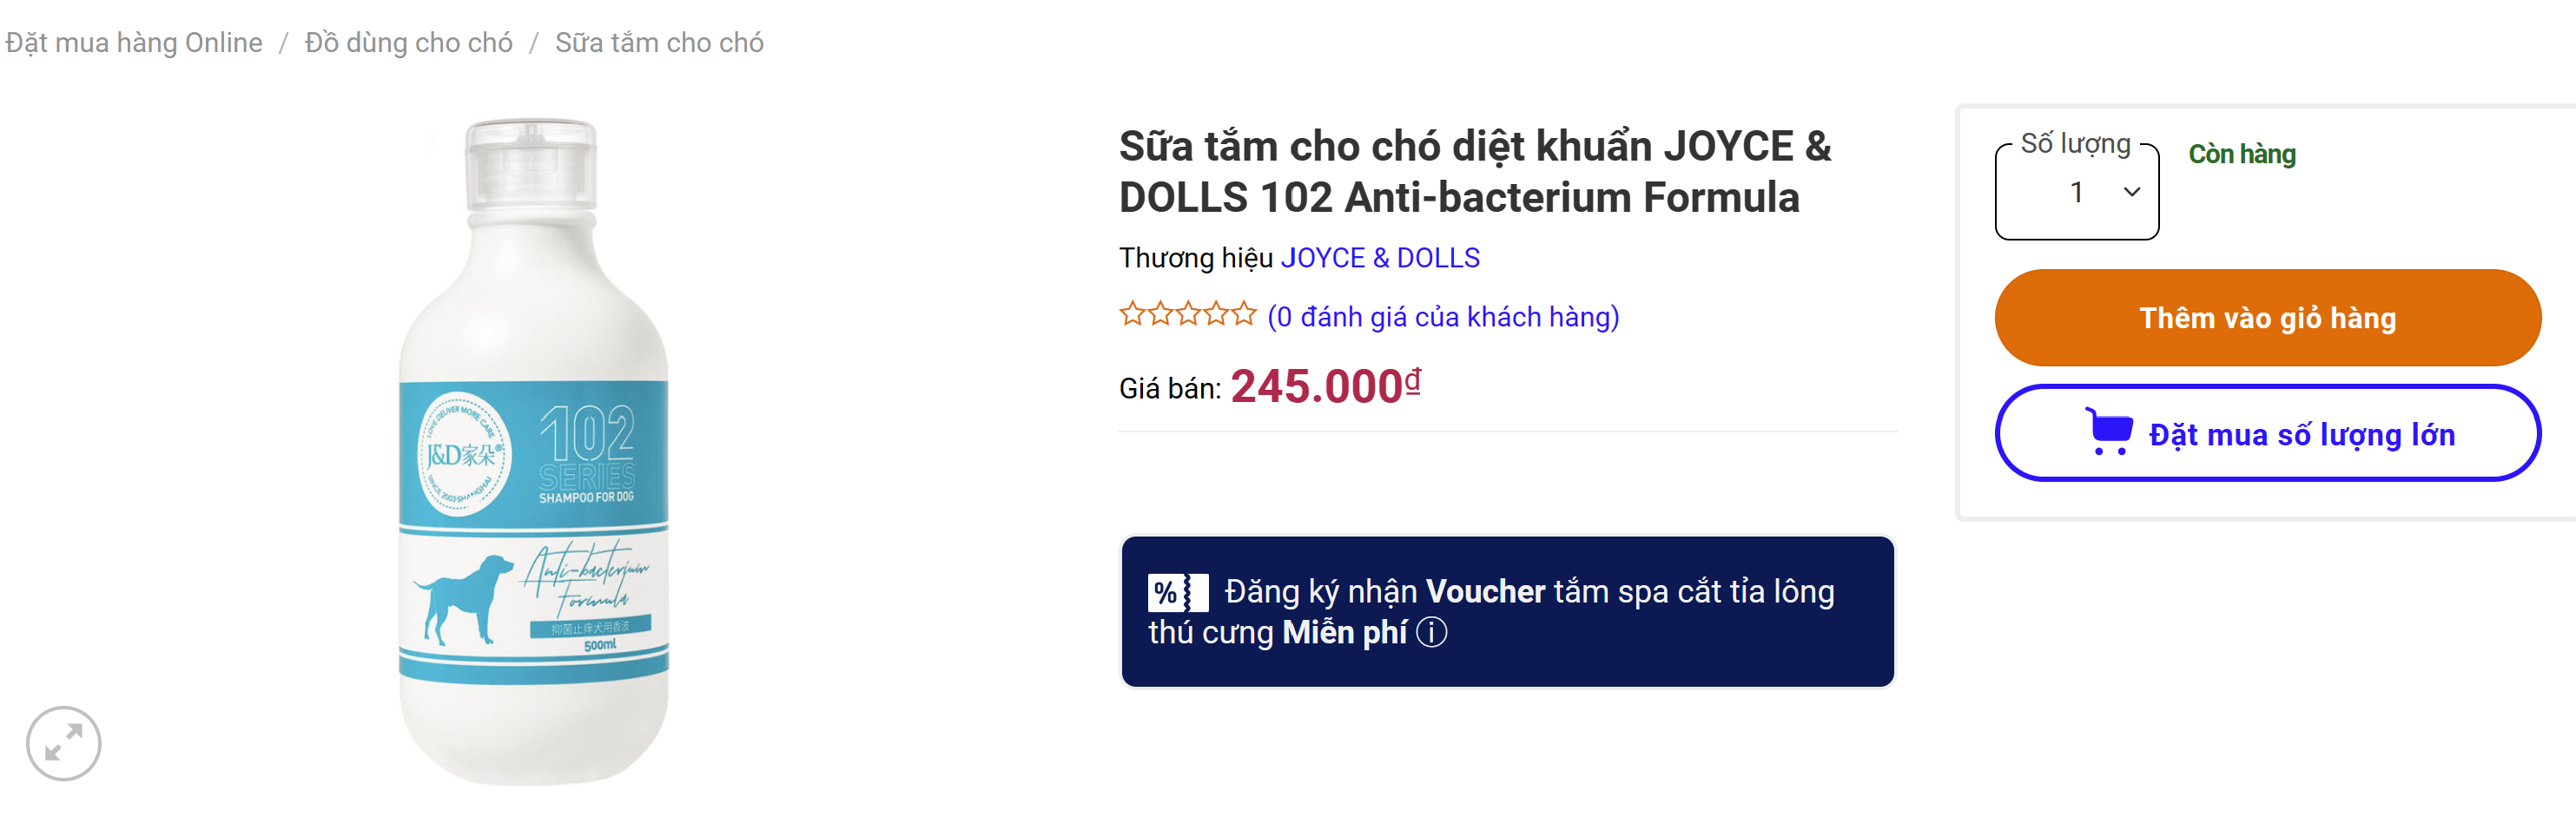 Đặt mua hàng Online / Đồ dùng cho chó / Sữa tắm cho chó
LOVE DELIVER MORE CARE
J&D家朵®
SINCE 2003 SHANGHAI
102
SERIES
SHAMPOO FOR DOG
Anti-bacterium
Formula
抑菌止痒犬用香波
500ml
Sữa tắm cho chó diệt khuẩn JOYCE &
DOLLS 102 Anti-bacterium Formula
Thương hiệu JOYCE & DOLLS
(0 đánh giá của khách hàng)
Giá bán: 245.000₫
% Đăng ký nhận Voucher tắm spa cắt tỉa lông
thú cưng Miễn phí ⓘ
Số lượng
1
Còn hàng
Thêm vào giỏ hàng
Đặt mua số lượng lớn